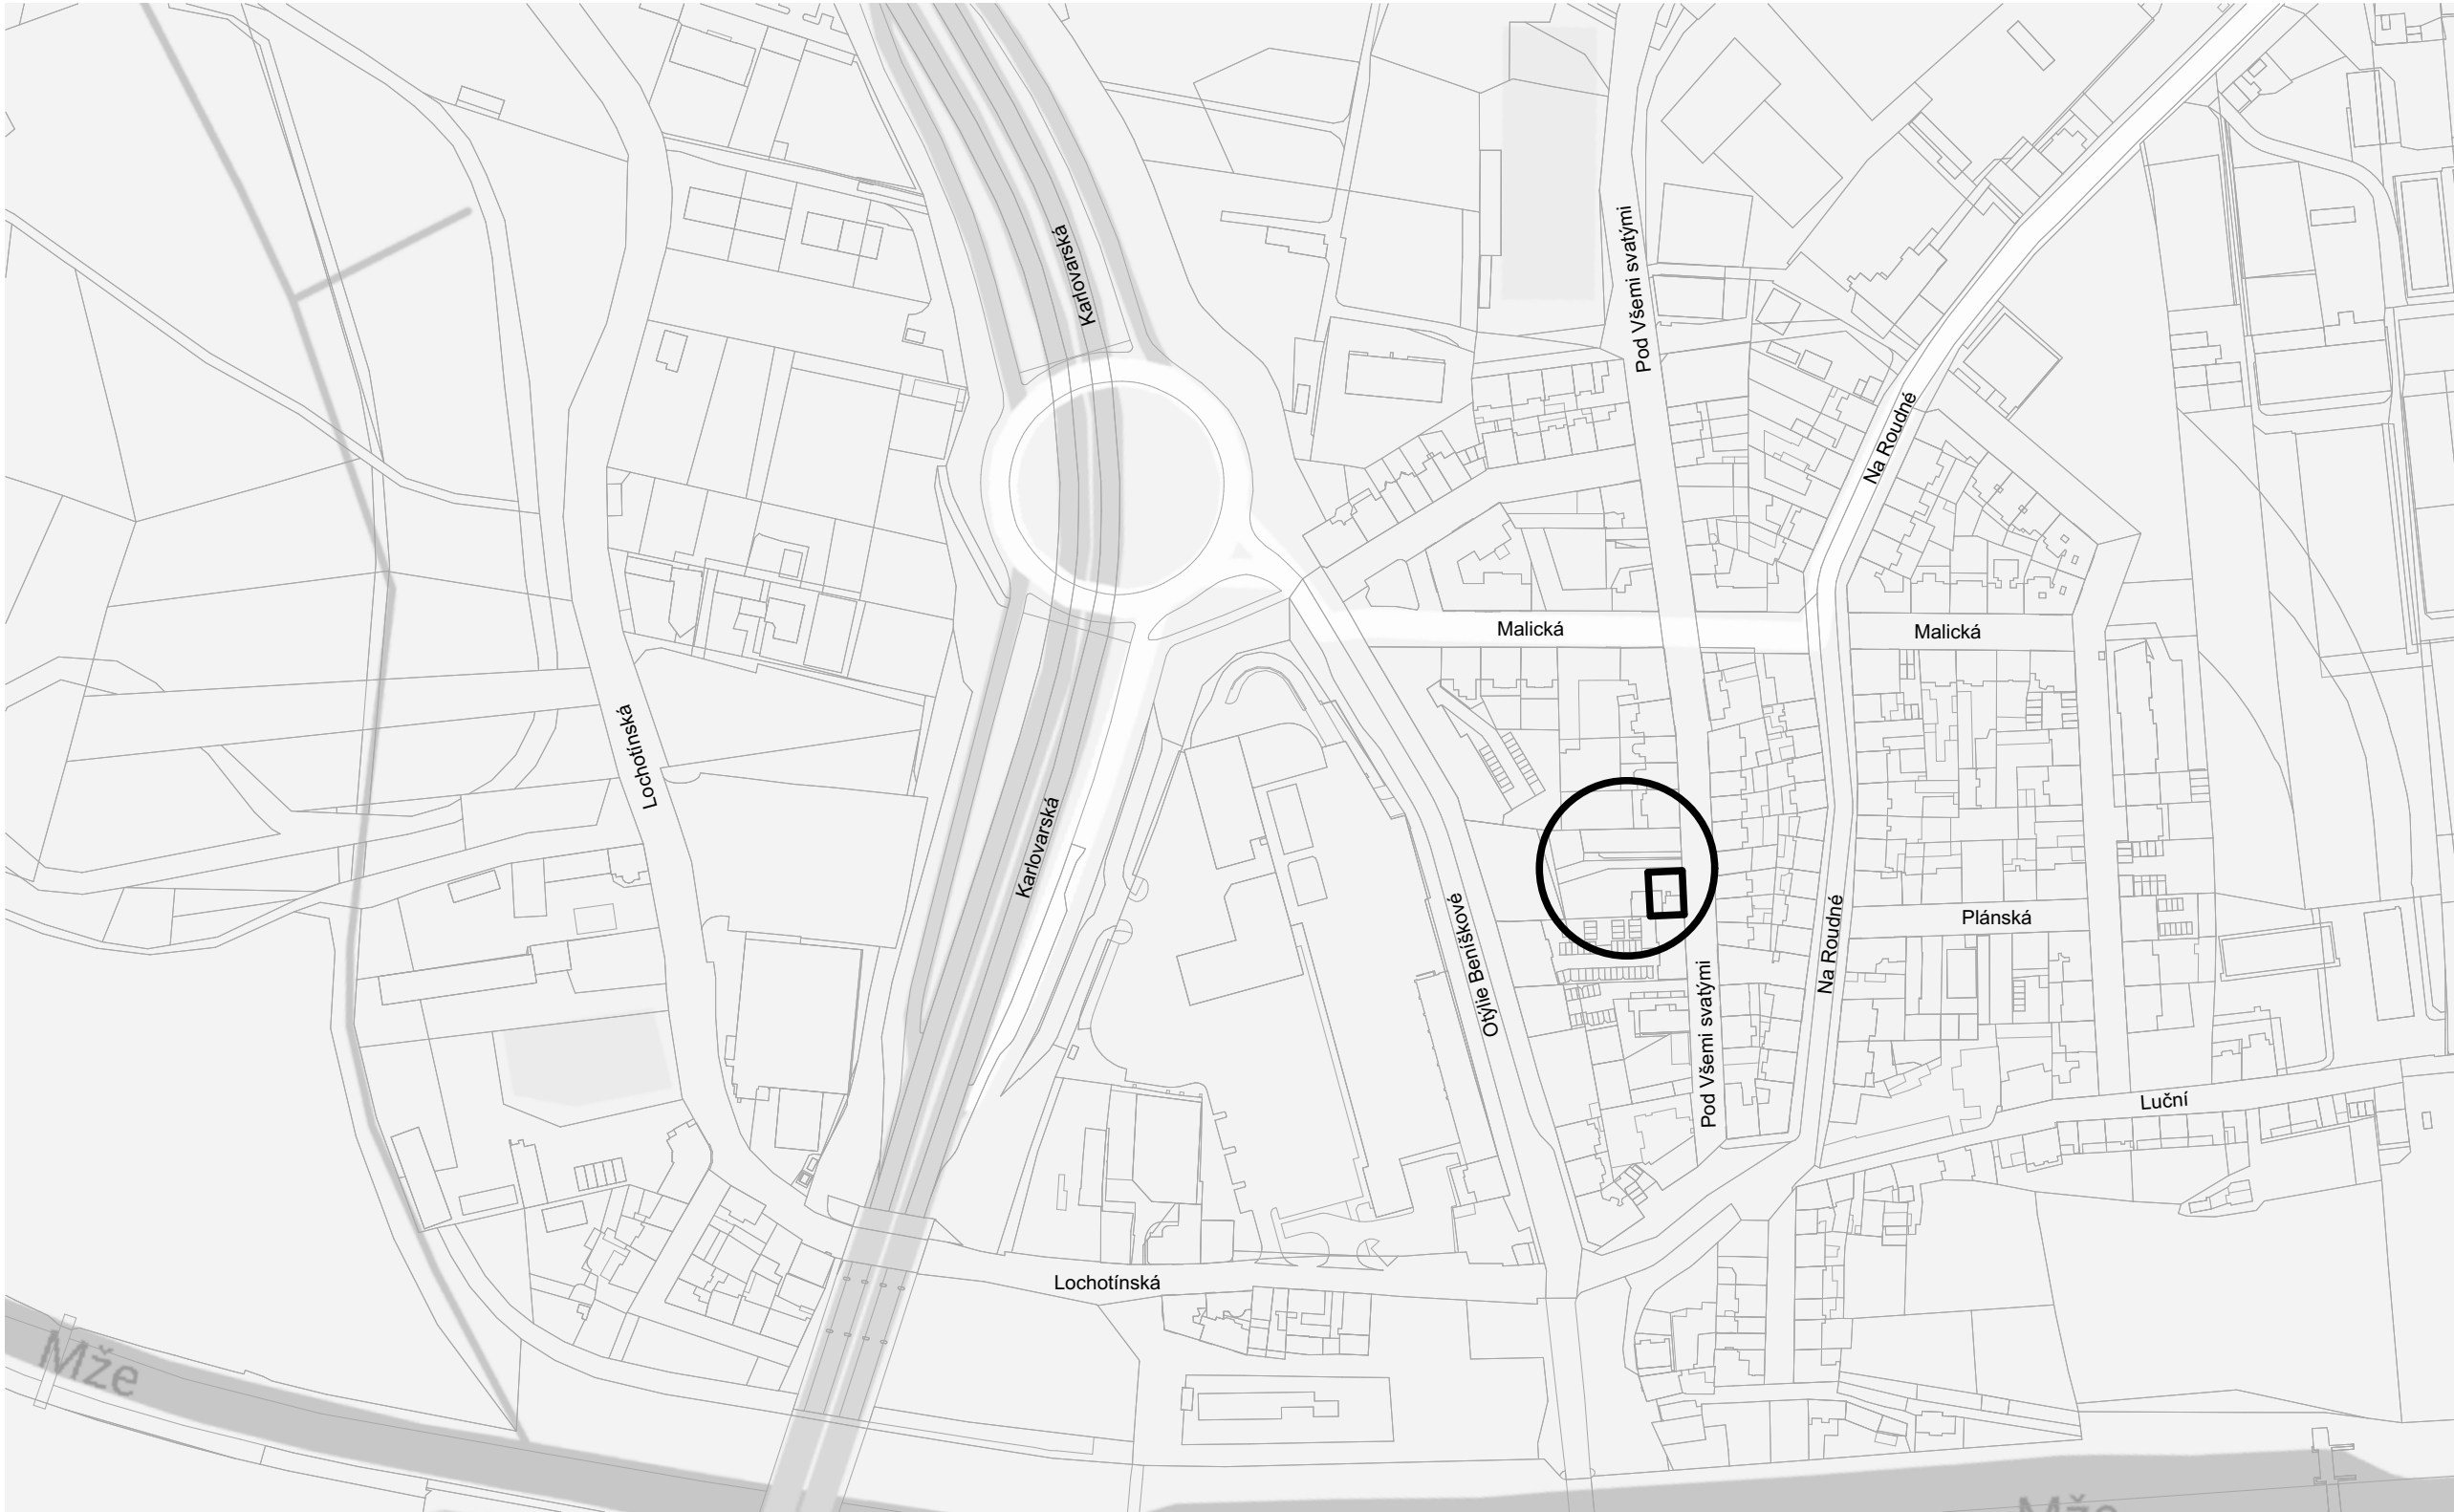 Karlovarská
Pod Všemi svatými
Na Roudné
Malická
Malická
Lochotínská
Karlovarská
Otýlie Beníškové
Plánská
Na Roudné
Pod Všemi svatými
Luční
Lochotínská
Mže
Mže